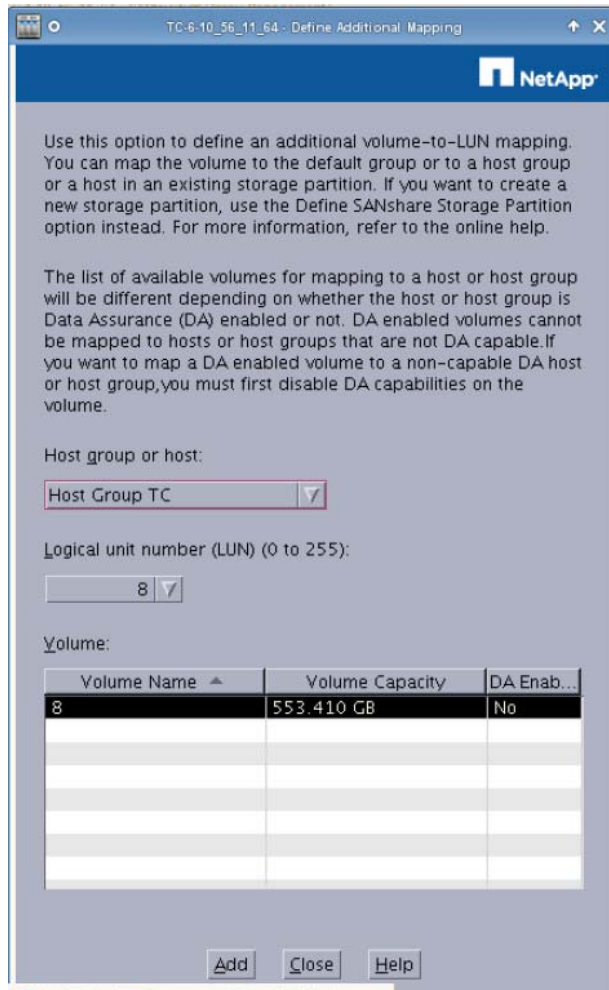 TC-6-10_56_11_64 - Define Additional Mapping
NetApp
Use this option to define an additional volume-to-LUN mapping.
You can map the volume to the default group or to a host group
or a host in an existing storage partition. If you want to create a
new storage partition, use the Define SANshare Storage Partition
option instead. For more information, refer to the online help.
The list of available volumes for mapping to a host or host group
will be different depending on whether the host or host group is
Data Assurance (DA) enabled or not. DA enabled volumes cannot
be mapped to hosts or host groups that are not DA capable.If
you want to map a DA enabled volume to a non-capable DA host
or host group,you must first disable DA capabilities on the
volume.
Host group or host:
Host Group TC
Logical unit number (LUN) (0 to 255):
8
Volume:
Volume Name Volume Capacity DA Enab...
8 553.410 GB No
Add Close Help